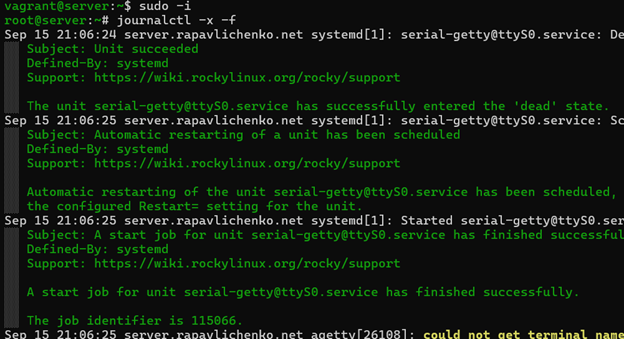 vagrant@server:~$ sudo -i
root@server:~# journalctl -x -f
Sep 15 21:06:24 server.rapavlichenko.net systemd[1]: serial-getty@ttyS0.service: De
Subject: Unit succeeded
Defined-By: systemd
Support: https://wiki.rockylinux.org/rocky/support
The unit serial-getty@ttyS0.service has successfully entered the 'dead' state.
Sep 15 21:06:25 server.rapavlichenko.net systemd[1]: serial-getty@ttyS0.service: Sc
Subject: Automatic restarting of a unit has been scheduled
Defined-By: systemd
Support: https://wiki.rockylinux.org/rocky/support
Automatic restarting of the unit serial-getty@ttyS0.service has been scheduled,
the configured Restart= setting for the unit.
Sep 15 21:06:25 server.rapavlichenko.net systemd[1]: Started serial-getty@ttyS0.ser
Subject: A start job for unit serial-getty@ttyS0.service has finished successful
Defined-By: systemd
Support: https://wiki.rockylinux.org/rocky/support
A start job for unit serial-getty@ttyS0.service has finished successfully.
The job identifier is 115066.
Sep 15 21:06:25 server.rapavlichenko.net agetty[26108]: could not get terminal name